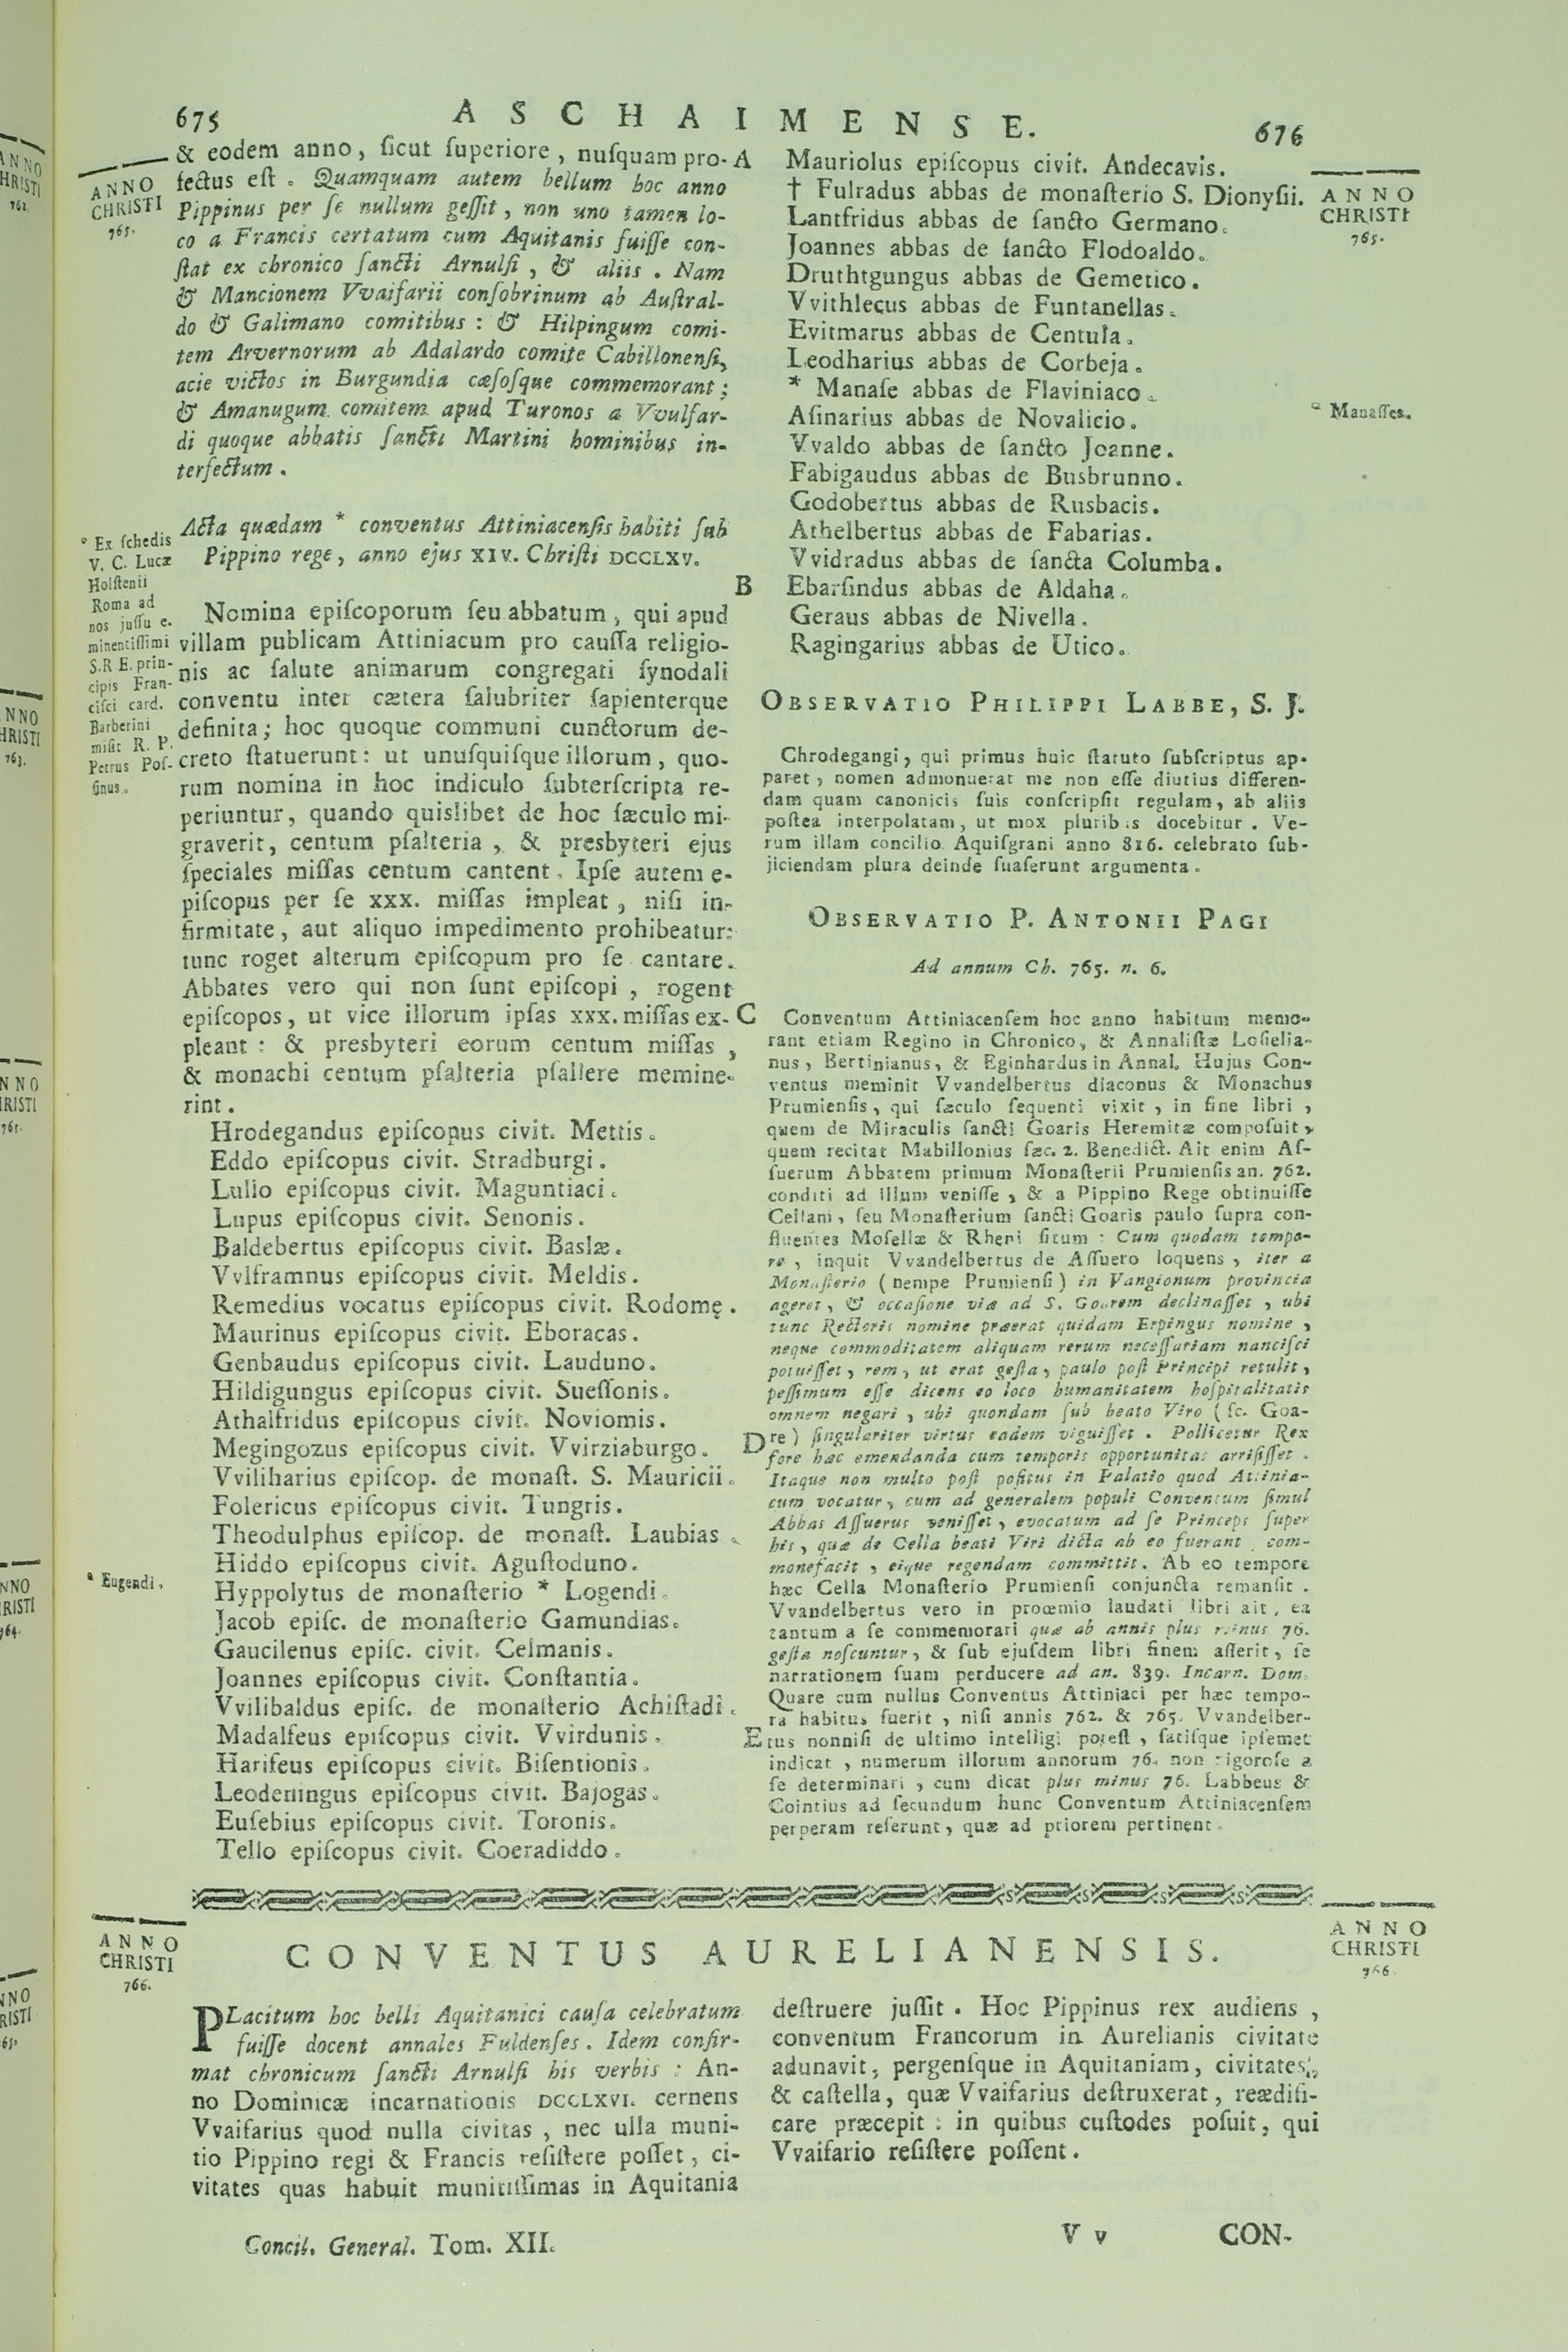 675
ASCHAIMENSE.
676
ANNO
CHRISTI
765.
& eodem anno, ſicut ſuperiore, nuſquam pro-
fectus eſt. Quamquam autem bellum hoc anno
Pippinus per ſe nullum geſſit, non uno tamen lo-
co a Francis certatum cum Aquitanis fuiſſe con-
ſtat ex chronico ſancti Arnulfi, & aliis. Nam
& Mancionem Vvaifarii conſobrinum ab Auſtral-
do & Galimano comitibus: & Hilpingum comi-
tem Arvernorum ab Adalardo comite Cabillonenſi,
acie victos in Burgundia cæſoſque commemorant;
& Amanugum comitem apud Turonos a Vvulfar-
di quoque abbatis ſancti Martini hominibus in-
terfectum.
Acta quædam * conventus Attiniacenſis habiti ſub
Pippino rege, anno ejus XIV. Chriſti DCCLXV.
* Ex ſchedis
V. C. Lucæ
Holſtenii
Roma ad
nos juſſu e-
minentiſſimi
S.R E. prin-
cipis Fran-
ciſci card.
Barberini
miſit R. P.
Petrus Poſ-
ſinus.
Nomina epiſcoporum ſeu abbatum, qui apud
villam publicam Attiniacum pro cauſſa religio-
nis ac ſalute animarum congregati ſynodali
conventu inter cætera ſalubriter ſapienterque
definita; hoc quoque communi cunctorum de-
creto ſtatuerunt: ut unuſquiſque illorum, quo-
rum nomina in hoc indiculo ſubterſcripta re-
periuntur, quando quislibet de hoc ſæculo mi-
graverit, centum pſalteria, & presbyteri ejus
ſpeciales miſſas centum cantent. Ipſe autem e-
piſcopus per ſe XXX. miſſas impleat, niſi in-
firmitate, aut aliquo impedimento prohibeatur:
tunc roget alterum epiſcopum pro ſe cantare.
Abbates vero qui non ſunt epiſcopi, rogent
epiſcopos, ut vice illorum ipſas XXX. miſſas ex-
pleant: & presbyteri eorum centum miſſas,
& monachi centum pſalteria pſallere memine-
rint.
Hrodegandus epiſcopus civit. Mettis.
Eddo epiſcopus civit. Stradburgi.
Lullo epiſcopus civit. Maguntiaci.
Lupus epiſcopus civit. Senonis.
Baldebertus epiſcopus civit. Baslæ.
Vvlframnus epiſcopus civit. Meldis.
Remedius vocatus epiſcopus civit. Rodomę.
Maurinus epiſcopus civit. Eboracas.
Genbaudus epiſcopus civit. Lauduno.
Hildigungus epiſcopus civit. Sueſſonis.
Athalfridus epiſcopus civit. Noviomis.
Megingozus epiſcopus civit. Vvirziaburgo.
Vviliharius epiſcop. de monaſt. S. Mauricii.
Folericus epiſcopus civit. Tungris.
Theodulphus epiſcop. de monaſt. Laubias.
Hiddo epiſcopus civit. Aguſtoduno.
* Eugendi.
Hyppolytus de monaſterio * Logendi.
Jacob epiſc. de monaſterio Gamundias.
Gaucilenus epiſc. civit. Celmanis.
Joannes epiſcopus civit. Conſtantia.
Vvilibaldus epiſc. de monaſterio Achiſtadi.
Madalfeus epiſcopus civit. Vvirdunis.
Harifeus epiſcopus civit. Biſentionis.
Leodeningus epiſcopus civit. Bajogas.
Euſebius epiſcopus civit. Toronis.
Tello epiſcopus civit. Coeradiddo.
A
B
C
D
E
Mauriolus epiſcopus civit. Andecavis.
† Fulradus abbas de monaſterio S. Dionyſii.
Lantfridus abbas de ſancto Germano.
Joannes abbas de ſancto Flodoaldo.
Druthtgungus abbas de Gemetico.
Vvithlecus abbas de Funtanellas.
Evitmarus abbas de Centula.
Leodharius abbas de Corbeja.
* Manaſe abbas de Flaviniaco.
Aſinarius abbas de Novalicio.
Vvaldo abbas de ſancto Joanne.
Fabigaudus abbas de Busbrunno.
Godobertus abbas de Rusbacis.
Athelbertus abbas de Fabarias.
Vvidradus abbas de ſancta Columba.
Ebarſindus abbas de Aldaha.
Geraus abbas de Nivella.
Ragingarius abbas de Utico.
ANNO
CHRISTI
765.
* Manaſſes.
OBSERVATIO PHILIPPI LABBE, S. J.
Chrodegangi, qui primus huic ſtatuto ſubſcriptus ap-
paret, nomen admonuerat me non eſſe diutius differen-
dam quam canonicis ſuis conſcripſit regulam, ab aliis
poſtea interpolatam, ut mox pluribus docebitur. Ve-
rum illam concilio Aquiſgrani anno 816. celebrato ſub-
jiciendam plura deinde ſuaſerunt argumenta.
OBSERVATIO P. ANTONII PAGI
Ad annum Ch. 765. n. 6.
Conventum Attiniacenſem hoc anno habitum memo-
rant etiam Regino in Chronico, & Annaliſtæ Loſielia-
nus, Bertinianus, & Eginhardus in Annal. Hujus Con-
ventus meminit Vvandelbertus diaconus & Monachus
Prumienſis, qui ſæculo ſequenti vixit, in fine libri,
quem de Miraculis ſancti Goaris Heremitæ compoſuit,
quem recitat Mabillonius ſæc. 2. Benedict. Ait enim Aſ-
ſuerum Abbatem primum Monaſterii Prumienſis an. 762.
conditi ad illum veniſſe, & a Pippino Rege obtinuiſſe
Cellam, ſeu Monaſterium ſancti Goaris paulo ſupra con-
fluentes Moſellæ & Rheni ſitum: Cum quodam tempo-
re, inquit Vvandelbertus de Aſſuero loquens, iter a
Monaſterio (nempe Prumienſi) in Vangionum provincia
ageret, & occaſione viæ ad S. Goarem declinaſſet, ubi
tunc Rectoris nomine præerat quidam Erpingus nomine,
neque commoditatem aliquam rerum neceſſariam nanciſci
potuiſſet, rem, ut erat geſta, paulo poſt Principi retulit,
peſſimum eſſe dicens eo loco humanitatem hoſpitalitatis
omnem negari, ubi quondam ſub beato Viro (ſc. Goa-
re) ſingulariter virtus eadem viguiſſet. Pollicetur Rex
fore hæc emendanda cum temporis opportunitas arriſiſſet.
Itaque non multo poſt poſitus in Palatio quod Attinia-
cum vocatur, cum ad generalem populi Conventum ſimul
Abbas Aſſuerus veniſſet, evocatum ad ſe Princeps ſuper
his, quæ de Cella beati Viri dicta ab eo fuerant, com-
monefacit, eique regendam committit. Ab eo tempore
hæc Cella Monaſterio Prumienſi conjuncta remanſit.
Vvandelbertus vero in proœmio laudati libri ait, ea
tantum a ſe commemorari quæ ab annis plus minus 76.
geſta noſcuntur, & ſub ejuſdem libri finem aſſerit, ſe
narrationem ſuam perducere ad an. 839. Incarn. Dom.
Quare cum nullus Conventus Attiniaci per hæc tempo-
ra habitus fuerit, niſi annis 762. & 765. Vvandelber-
tus nonniſi de ultimo intelligi poteſt, ſatiſque ipſemet
indicat, numerum illorum annorum 76. non rigoroſe a
ſe determinari, cum dicat plus minus 76. Labbeus &
Cointius ad ſecundum hunc Conventum Attiniacenſem
perperam referunt, quæ ad priorem pertinent.
ANNO
CHRISTI
766.
CONVENTUS AURELIANENSIS.
ANNO
CHRISTI
766.
PLacitum hoc belli Aquitanici cauſa celebratum
fuiſſe docent annales Fuldenſes. Idem confir-
mat chronicum ſancti Arnulfi his verbis: An-
no Dominicæ incarnationis DCCLXVI. cernens
Vvaifarius quod nulla civitas, nec ulla muni-
tio Pippino regi & Francis reſiſtere poſſet, ci-
vitates quas habuit munitiſſimas in Aquitania
deſtruere juſſit. Hoc Pippinus rex audiens,
conventum Francorum in Aurelianis civitate
adunavit, pergenſque in Aquitaniam, civitates,
& caſtella, quæ Vvaifarius deſtruxerat, reædifi-
care præcepit: in quibus cuſtodes poſuit, qui
Vvaifario reſiſtere poſſent.
Concil. General. Tom. XII.
V v
CON-